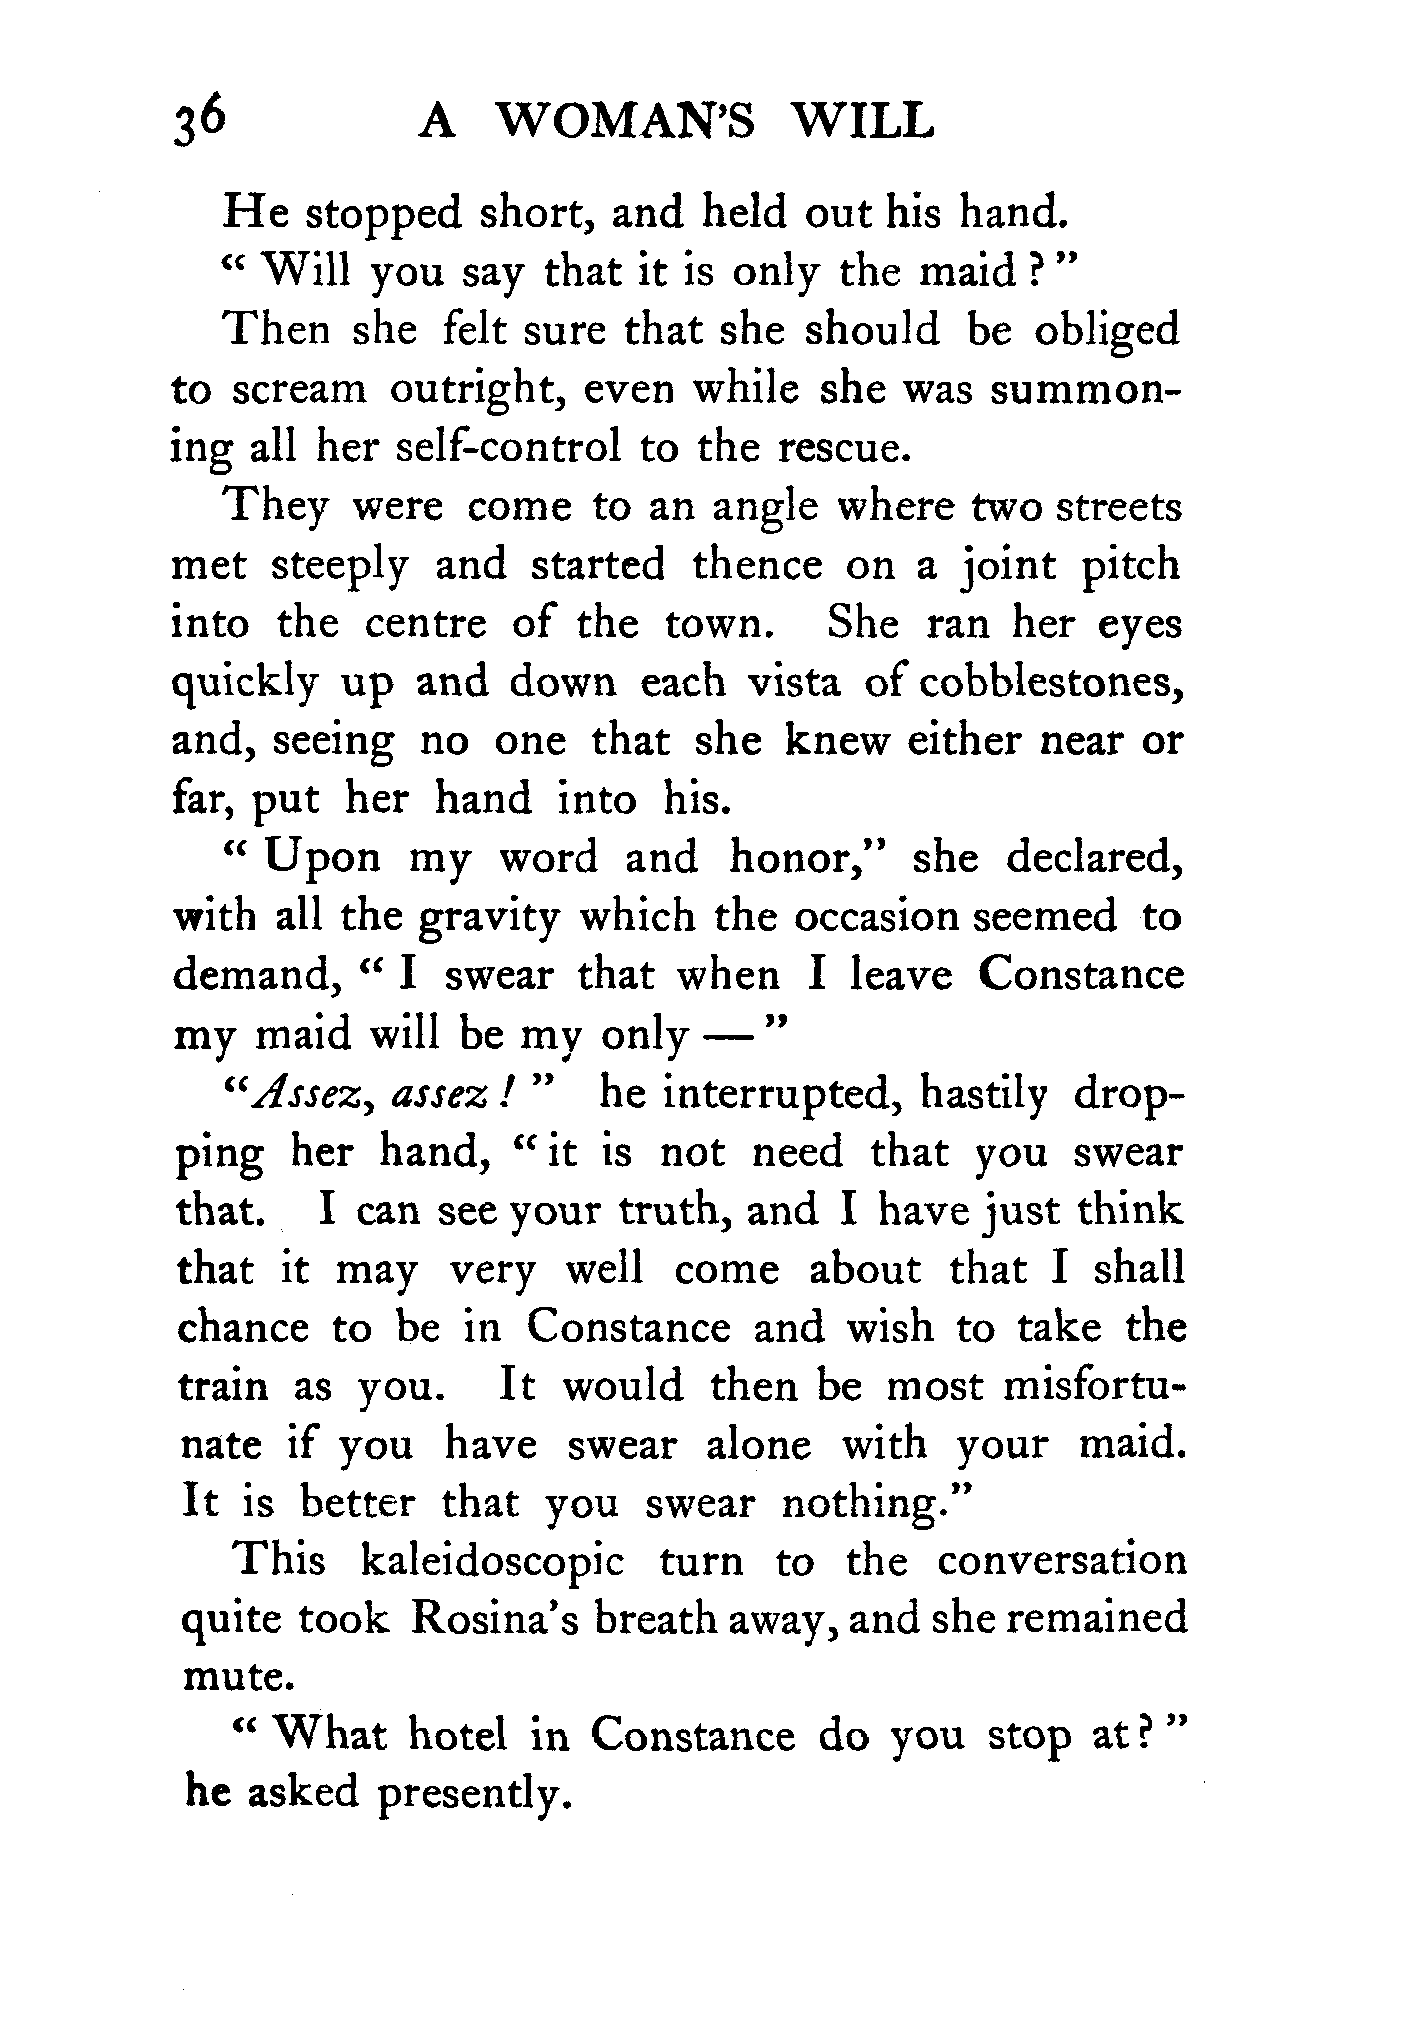 36 A WOMAN'S WILL
He stopped short, and held out his hand.
“ Will you say that it is only the maid ? ”
Then she felt sure that she should be obliged
to scream outright, even while she was summon-
ing all her self-control to the rescue.
They were come to an angle where two streets
met steeply and started thence on a joint pitch
into the centre of the town. She ran her eyes
quickly up and down each vista of cobblestones,
and, seeing no one that she knew either near or
far, put her hand into his.
“ Upon my word and honor,” she declared,
with all the gravity which the occasion seemed to
demand, “ I swear that when I leave Constance
my maid will be my only — ”
“Assez, assez ! ” he interrupted, hastily drop-
ping her hand, “ it is not need that you swear
that. I can see your truth, and I have just think
that it may very well come about that I shall
chance to be in Constance and wish to take the
train as you. It would then be most misfortu-
nate if you have swear alone with your maid.
It is better that you swear nothing.”
This kaleidoscopic turn to the conversation
quite took Rosina's breath away, and she remained
mute.
“ What hotel in Constance do you stop at ? ”
he asked presently.